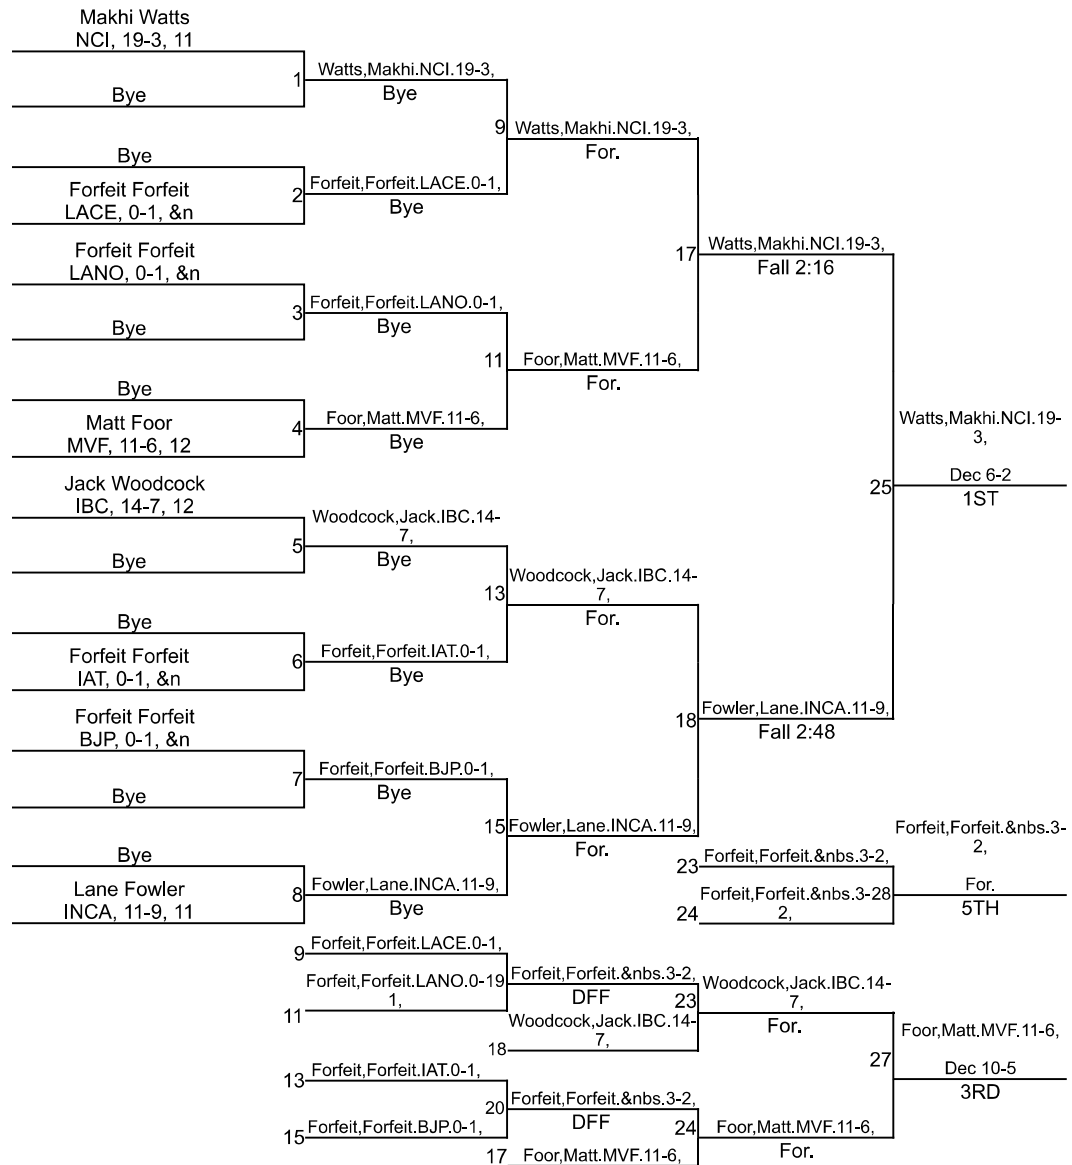 Makhi Watts
NCI, 19-3, 11
1
Watts,Makhi.NCI.19-3,
Bye
Bye
9
Watts,Makhi.NCI.19-3,
For.
Bye
Forfeit Forfeit
LACE, 0-1, &n
2
Forfeit,Forfeit.LACE.0-1,
Bye
17
Watts,Makhi.NCI.19-3,
Fall 2:16
Forfeit Forfeit
LANO, 0-1, &n
3
Forfeit,Forfeit.LANO.0-1,
Bye
Bye
11
Foor,Matt.MVF.11-6,
For.
Bye
Matt Foor
MVF, 11-6, 12
4
Foor,Matt.MVF.11-6,
Bye
Watts,Makhi.NCI.19-
3,
25
Dec 6-2
1ST
Jack Woodcock
IBC, 14-7, 12
5
Woodcock,Jack.IBC.14-
7,
Bye
Bye
13
Woodcock,Jack.IBC.14-
7,
For.
Bye
Forfeit Forfeit
IAT, 0-1, &n
6
Forfeit,Forfeit.IAT.0-1,
Bye
18
Fowler,Lane.INCA.11-9,
Fall 2:48
Forfeit Forfeit
BJP, 0-1, &n
7
Forfeit,Forfeit.BJP.0-1,
Bye
Bye
15
Fowler,Lane.INCA.11-9,
For.
Bye
Lane Fowler
INCA, 11-9, 11
8
Fowler,Lane.INCA.11-9,
Bye
23
Forfeit,Forfeit.&nbs.3-2,
24
Forfeit,Forfeit.&nbs.3-28
2,
Forfeit,Forfeit.&nbs.3-
2,
For.
5TH
9
Forfeit,Forfeit.LACE.0-1,
11
Forfeit,Forfeit.LANO.0-19
1,
Forfeit,Forfeit.&nbs.3-2,
DFF
18
Woodcock,Jack.IBC.14-
7,
23
Woodcock,Jack.IBC.14-
7,
For.
27
Foor,Matt.MVF.11-6,
Dec 10-5
3RD
13
Forfeit,Forfeit.IAT.0-1,
15
Forfeit,Forfeit.BJP.0-1,
20
Forfeit,Forfeit.&nbs.3-2,
DFF
17
Foor,Matt.MVF.11-6,
24
Foor,Matt.MVF.11-6,
For.